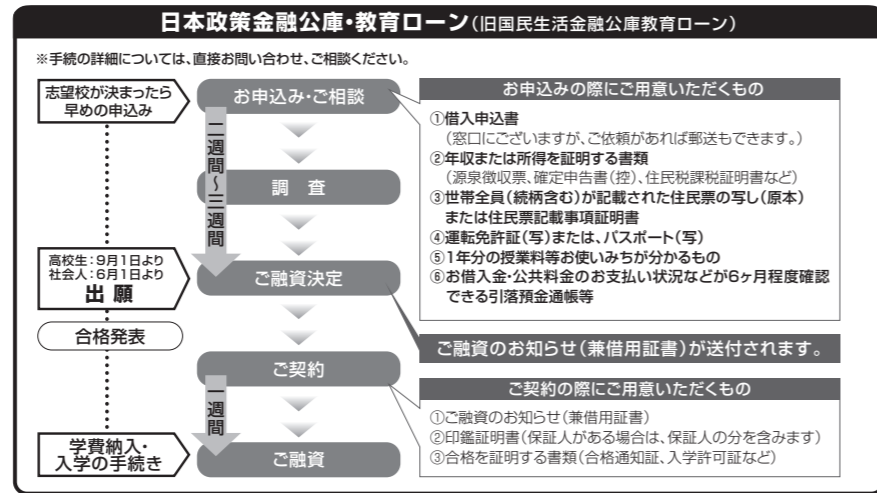 日本政策金融公庫・教育ローン(旧国民生活金融公庫教育ローン)
※手続の詳細については、直接お問い合わせ、ご相談ください。
志望校が決まったら
早めの申込み
高校生:9月1日より
社会人:6月1日より
出 願
合格発表
学費納入・
入学の手続き
お申込み・ご相談
二週間~三週間
調 査
ご融資決定
ご契約
一週間
ご融資
お申込みの際にご用意いただくもの
①借入申込書
(窓口にございますが、ご依頼があれば郵送もできます。)
②年収または所得を証明する書類
(源泉徴収票、確定申告書(控)、住民税課税証明書など)
③世帯全員(続柄含む)が記載された住民票の写し(原本)
または住民票記載事項証明書
④運転免許証(写)または、パスポート(写)
⑤1年分の授業料等お使いみちが分かるもの
⑥お借入金・公共料金のお支払い状況などが6ヶ月程度確認
できる引落預金通帳等
ご融資のお知らせ(兼借用証書)が送付されます。
ご契約の際にご用意いただくもの
①ご融資のお知らせ(兼借用証書)
②印鑑証明書(保証人がある場合は、保証人の分を含みます)
③合格を証明する書類(合格通知証、入学許可証など)